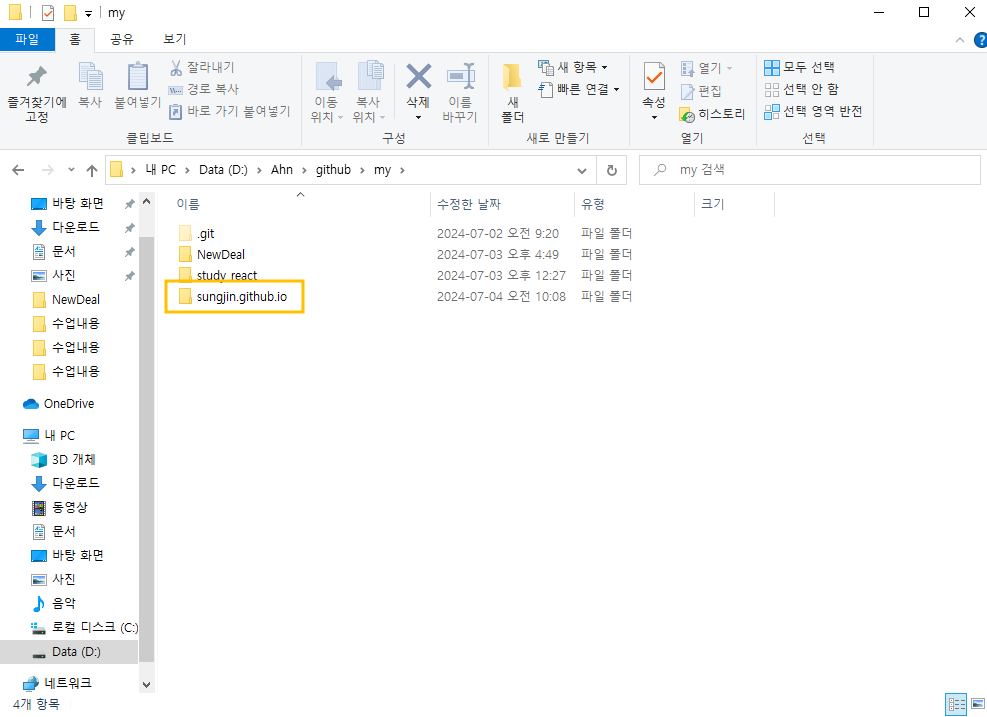 my
파일 홈 공유 보기
즐겨찾기에 고정
복사
붙여넣기
잘라내기
경로 복사
바로 가기 붙여넣기
클립보드
이동 위치
복사 위치
삭제
이름 바꾸기
구성
새 폴더
새 항목
빠른 연결
새로 만들기
속성
열기
편집
히스토리
열기
모두 선택
선택 안 함
선택 영역 반전
선택
내 PC > Data (D:) > Ahn > github > my >
my 검색
바탕 화면
다운로드
문서
사진
NewDeal
수업내용
수업내용
수업내용
OneDrive
내 PC
3D 개체
다운로드
동영상
문서
바탕 화면
사진
음악
로컬 디스크 (C:)
Data (D:)
네트워크
이름 수정한 날짜 유형 크기
.git 2024-07-02 오전 9:20 파일 폴더
NewDeal 2024-07-03 오후 4:49 파일 폴더
study_react 2024-07-03 오후 12:27 파일 폴더
sungjin.github.io 2024-07-04 오전 10:08 파일 폴더
4개 항목